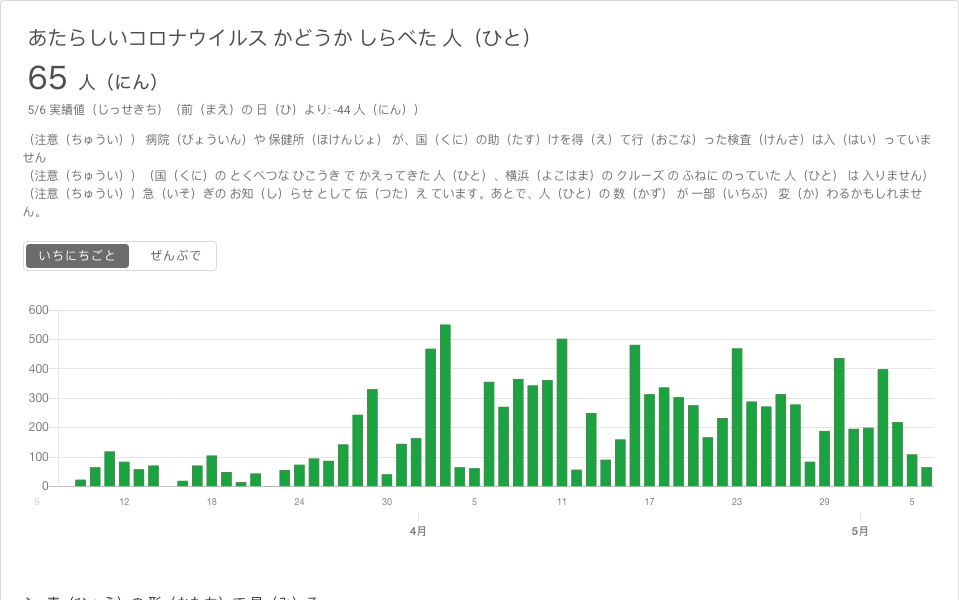 あたらしいコロナウイルス かどうか しらべた 人（ひと）
65 人（にん）
5/6 実績値（じっせきち）（前（まえ）の 日（ひ）より: -44 人（にん））
（注意（ちゅうい）） 病院（びょういん）や 保健所（ほけんじょ） が、国（くに）の助（たす）けを得（え）て行（おこな）った検査（けんさ）は入（はい）っていま
せん
（注意（ちゅうい））（国（くに）の とくべつな ひこうき で かえってきた 人（ひと）、横浜（よこはま）の クルーズ の ふねに のっていた 人（ひと） は 入りません）
（注意（ちゅうい））急（いそ）ぎの お知（し）らせ として 伝（つた）え ています。あとで、人（ひと）の 数（かず） が 一部（いちぶ） 変（か）わるかもしれませ
ん。
いちにちごと ぜんぶで
600
500
400
300
200
100
0
6 12 18 24 30 5 11 17 23 29 5
4月 5月